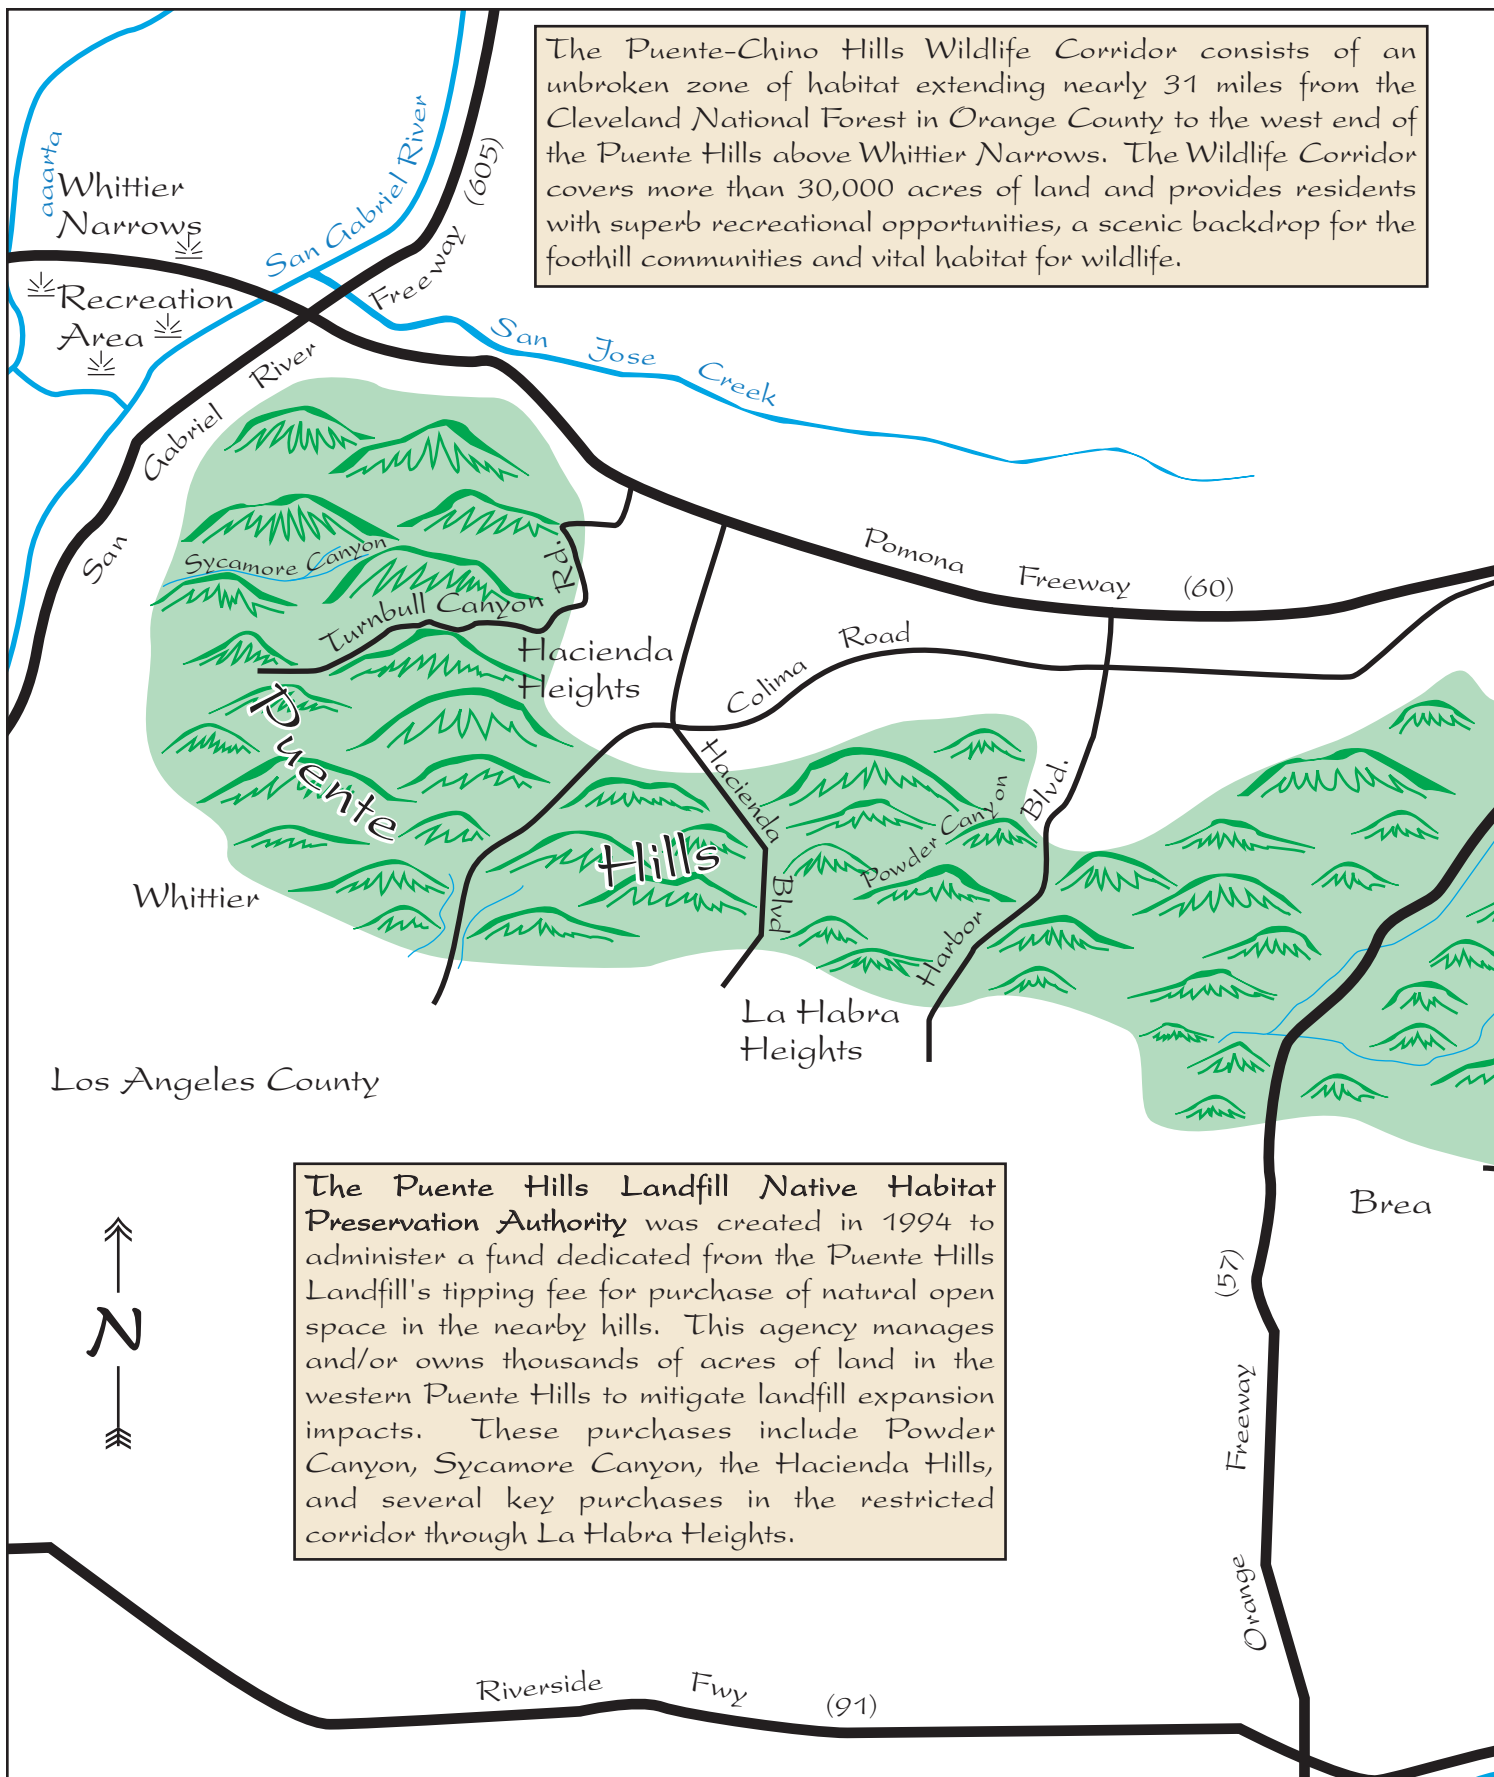 The Puente-Chino Hills Wildlife Corridor consists of an
unbroken zone of habitat extending nearly 31 miles from the
Cleveland National Forest in Orange County to the west end of
the Puente Hills above Whittier Narrows. The Wildlife Corridor
covers more than 30,000 acres of land and provides residents
with superb recreational opportunities, a scenic backdrop for the
foothill communities and vital habitat for wildlife.
aaarta
Whittier
Narrows
Recreation
Area
San Gabriel River
San Gabriel River Freeway (605)
San Jose Creek
Pomona Freeway (60)
Sycamore Canyon
Turnbull Canyon Rd.
Hacienda
Heights
Colima Road
Puente Hills
Hacienda Blvd
Powder Canyon
Harbor Blvd.
Whittier
La Habra
Heights
Los Angeles County
Brea
The Puente Hills Landfill Native Habitat
Preservation Authority was created in 1994 to
administer a fund dedicated from the Puente Hills
Landfill's tipping fee for purchase of natural open
space in the nearby hills. This agency manages
and/or owns thousands of acres of land in the
western Puente Hills to mitigate landfill expansion
impacts. These purchases include Powder
Canyon, Sycamore Canyon, the Hacienda Hills,
and several key purchases in the restricted
corridor through La Habra Heights.
N
Orange Freeway (57)
Riverside Fwy (91)